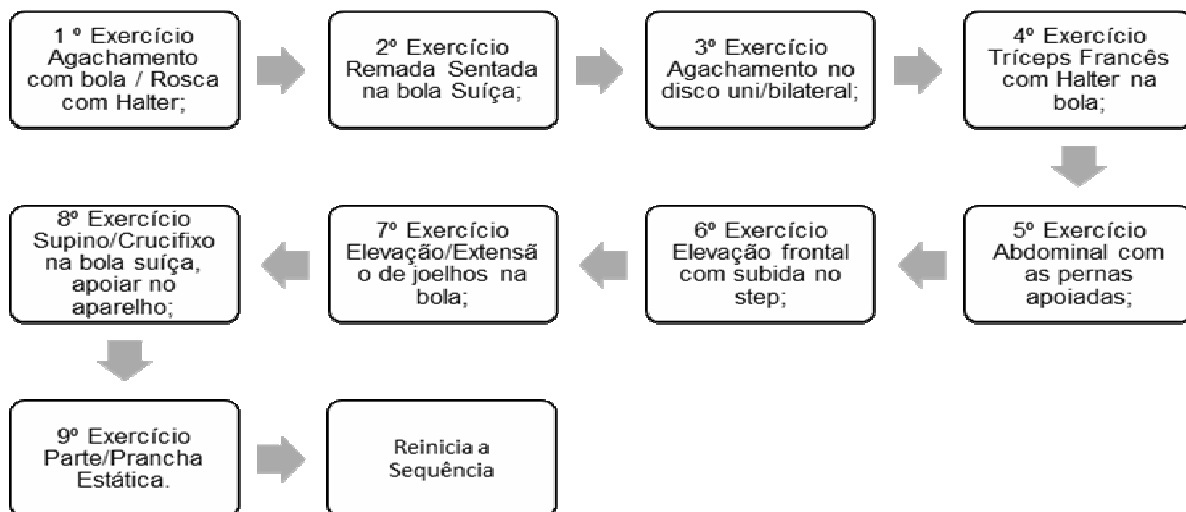 1 º Exercício
Agachamento
com bola / Rosca
com Halter;
2º Exercício
Remada Sentada
na bola Suíça;
3º Exercício
Agachamento no
disco uni/bilateral;
4º Exercício
Tríceps Francês
com Halter na
bola;
5º Exercício
Abdominal com
as pernas
apoiadas;
6º Exercício
Elevação frontal
com subida no
step;
7º Exercício
Elevação/Extensã
o de joelhos na
bola;
8º Exercício
Supino/Crucifixo
na bola suíça,
apoiar no
aparelho;
9º Exercício
Parte/Prancha
Estática.
Reinicia a
Sequência